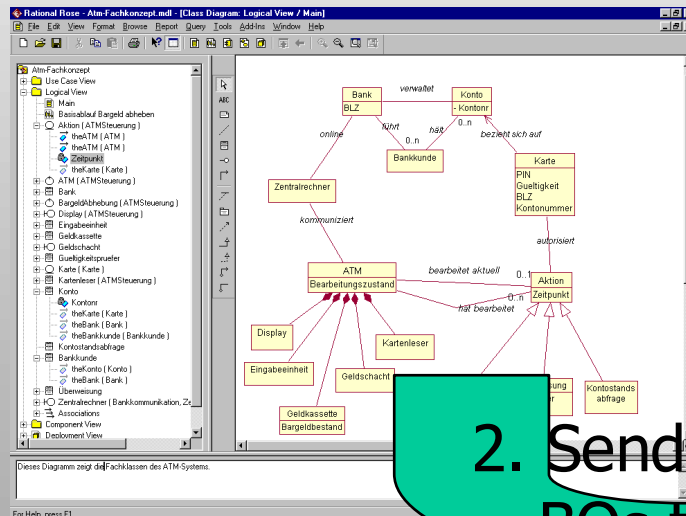 Rational Rose - Atm-Fachkonzept.mdl - [Class Diagram: Logical View / Main]
File Edit View Format Browse Report Query Tools Add-Ins Window Help
Atm-Fachkonzept
Use Case View
Logical View
Main
Basisablauf Bargeld abheben
Aktion ( ATMSteuerung )
theATM ( ATM )
theATM ( ATM )
Zeitpunkt
theKarte ( Karte )
ATM ( ATMSteuerung )
Bank
BargeldAbhebung ( ATMSteuerung )
Display ( ATMSteuerung )
Eingabeeinheit
Geldkassette
Geldschacht
Gueltigkeitspruefer
Karte ( Karte )
Kartenleser ( ATMSteuerung )
Konto
Kontonr
theKarte ( Karte )
theBank ( Bank )
theBankkunde ( Bankkunde )
Kontostandsabfrage
Bankkunde
theKonto ( Konto )
theBank ( Bank )
Überweisung
Zentralrechner ( Bankkommunikation, Ze
Associations
Component View
Deployment View
ABC
Bank
BLZ
verwaltet
Konto
- Kontonr
online
führt
0..n
hält
0..n
bezieht sich auf
Bankkunde
Karte
PIN
Gueltigkeit
BLZ
Kontonummer
Zentralrechner
kommuniziert
autorisiert
ATM
Bearbeitungszustand
bearbeitet aktuell
0..1
Aktion
Zeitpunkt
0..n
hat bearbeitet
Display
Kartenleser
Eingabeeinheit
Geldschacht
sung
Kontostands
abfrage
Geldkassette
Bargeldbestand
Dieses Diagramm zeigt die Fachklassen des ATM-Systems.
For Help, press F1
2. Send